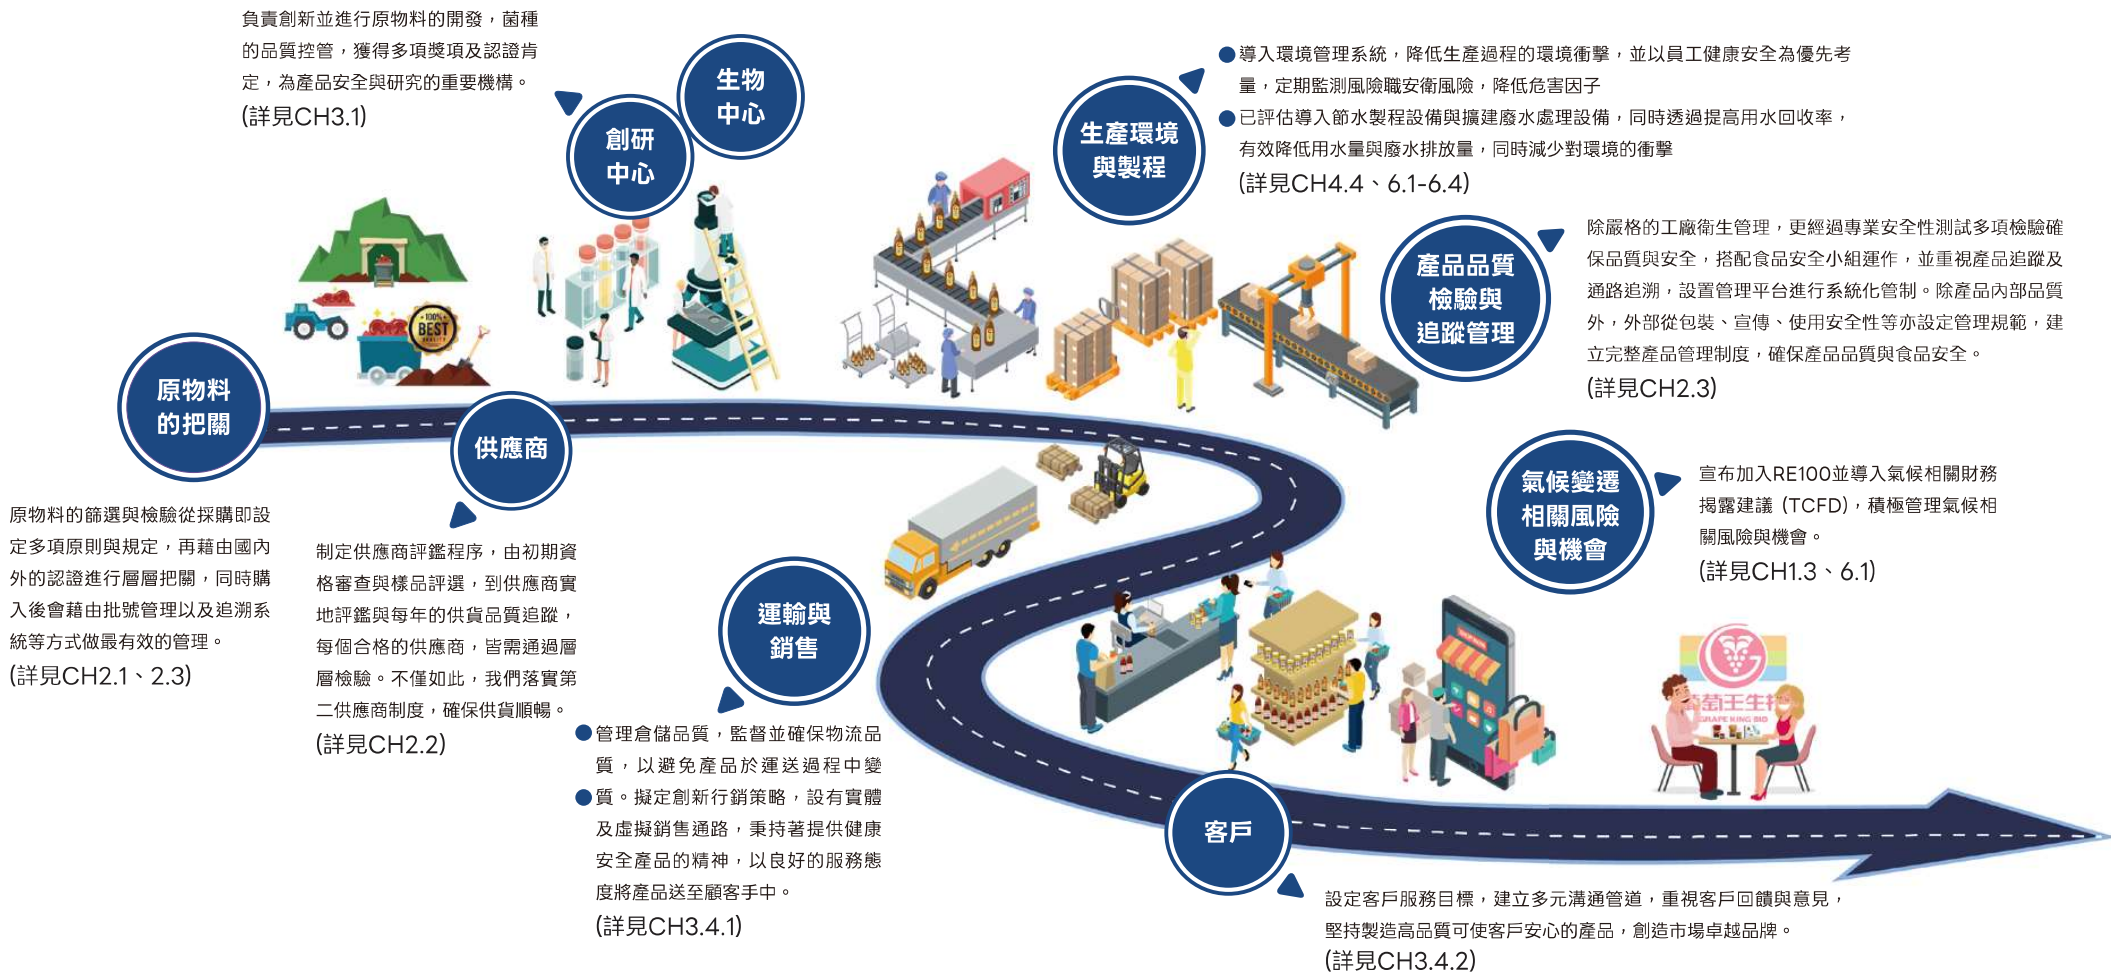 負責創新並進行原物料的開發，菌種
的品質控管，獲得多項獎項及認證肯
定，為產品安全與研究的重要機構。
(詳見CH3.1)
生物
中心
創研
中心
生產環境
與製程
導入環境管理系統，降低生產過程的環境衝擊，並以員工健康安全為優先考
量，定期監測風險職安衛風險，降低危害因子
已評估導入節水製程設備與擴建廢水處理設備，同時透過提高用水回收率，
有效降低用水量與廢水排放量，同時減少對環境的衝擊
(詳見CH4.4、6.1-6.4)
產品品質
檢驗與
追蹤管理
除嚴格的工廠衛生管理，更經過專業安全性測試多項檢驗確
保品質與安全，搭配食品安全小組運作，並重視產品追蹤及
通路追溯，設置管理平台進行系統化管制。除產品內部品質
外，外部從包裝、宣傳、使用安全性等亦設定管理規範，建
立完整產品管理制度，確保產品品質與食品安全。
(詳見CH2.3)
100%
BEST
QUALITY
原物料
的把關
原物料的篩選與檢驗從採購即設
定多項原則與規定，再藉由國內
外的認證進行層層把關，同時購
入後會藉由批號管理以及追溯系
統等方式做最有效的管理。
(詳見CH2.1、2.3)
供應商
制定供應商評鑑程序，由初期資
格審查與樣品評選，到供應商實
地評鑑與每年的供貨品質追蹤，
每個合格的供應商，皆需通過層
層檢驗。不僅如此，我們落實第
二供應商制度，確保供貨順暢。
(詳見CH2.2)
運輸與
銷售
管理倉儲品質，監督並確保物流品
質，以避免產品於運送過程中變
質。擬定創新行銷策略，設有實體
及虛擬銷售通路，秉持著提供健康
安全產品的精神，以良好的服務態
度將產品送至顧客手中。
(詳見CH3.4.1)
氣候變遷
相關風險
與機會
宣布加入RE100並導入氣候相關財務
揭露建議 (TCFD)，積極管理氣候相
關風險與機會。
(詳見CH1.3、6.1)
葡萄王生技
GRAPE KING BIO
客戶
設定客戶服務目標，建立多元溝通管道，重視客戶回饋與意見，
堅持製造高品質可使客戶安心的產品，創造市場卓越品牌。
(詳見CH3.4.2)